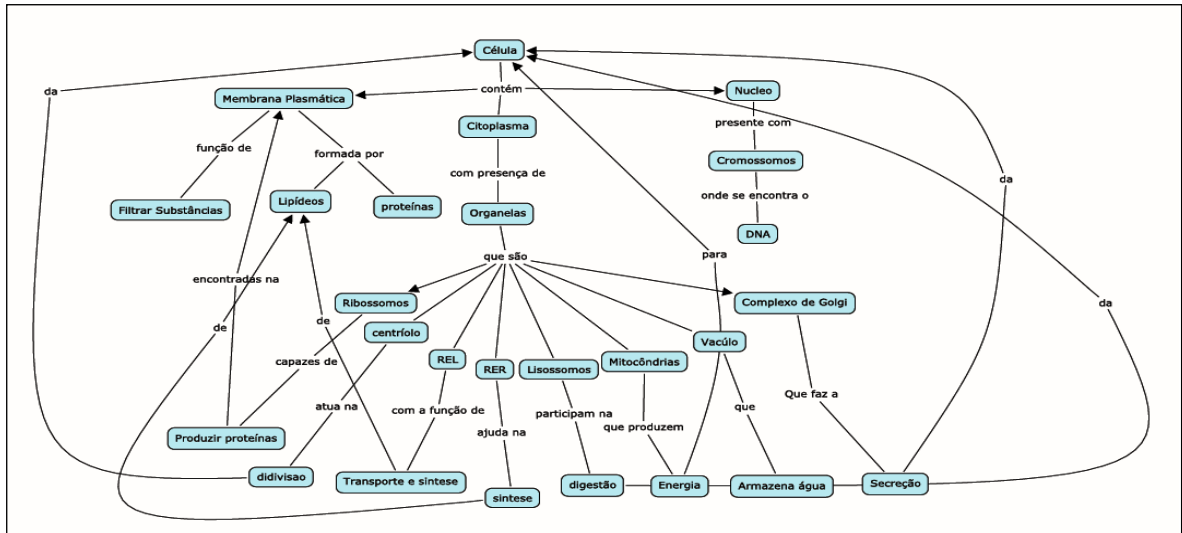 Célula
da
contém
Membrana Plasmática
Nucleo
Citoplasma
presente com
função de
formada por
Cromossomos
com presença de
da
onde se encontra o
Filtrar Substâncias
Lipídeos
proteínas
Organelas
DNA
que são
para
encontradas na
Ribossomos
Complexo de Golgi
da
de
de
centríolo
Vacúlo
REL
RER
Lisossomos
Mitocôndrias
capazes de
Que faz a
atua na
com a função de
participam na
que
que produzem
Produzir proteínas
ajuda na
didivisao
Transporte e sintese
digestão
Energia
Armazena água
Secreção
sintese